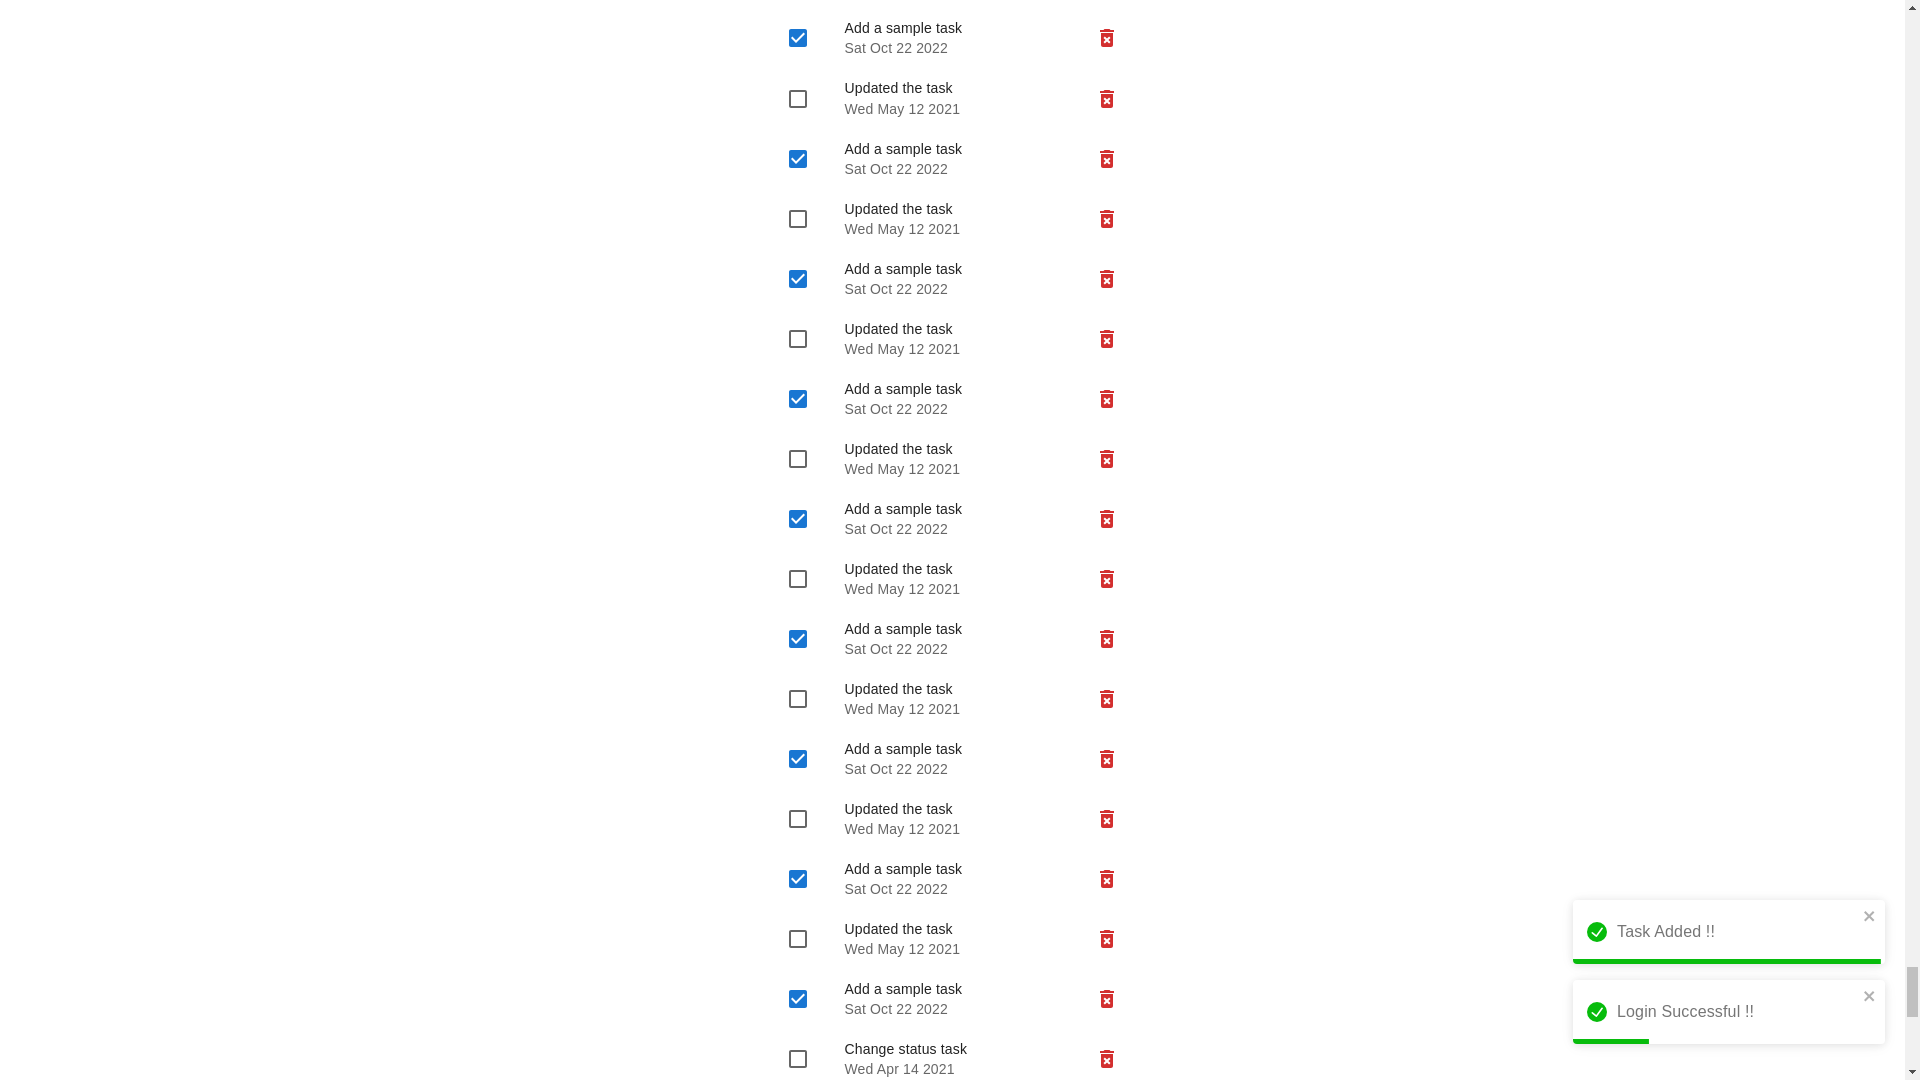 Add a sample task
Sat Oct 22 2022
Updated the task
Wed May 12 2021
Add a sample task
Sat Oct 22 2022
Updated the task
Wed May 12 2021
Add a sample task
Sat Oct 22 2022
Updated the task
Wed May 12 2021
Add a sample task
Sat Oct 22 2022
Updated the task
Wed May 12 2021
Add a sample task
Sat Oct 22 2022
Updated the task
Wed May 12 2021
Add a sample task
Sat Oct 22 2022
Updated the task
Wed May 12 2021
Add a sample task
Sat Oct 22 2022
Updated the task
Wed May 12 2021
Add a sample task
Sat Oct 22 2022
Updated the task
Wed May 12 2021
Add a sample task
Sat Oct 22 2022
Change status task
Wed Apr 14 2021
Task Added !!
Login Successful !!